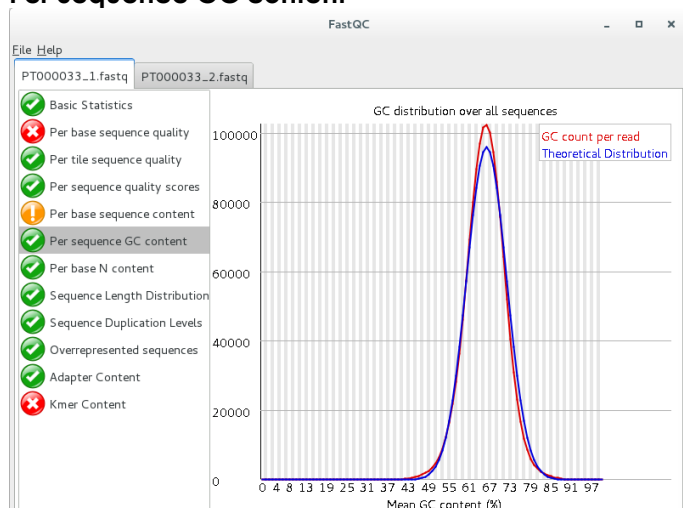 Per sequence GC content
FastQC
File Help
PT000033_1.fastq PT000033_2.fastq
Basic Statistics
Per base sequence quality
Per tile sequence quality
Per sequence quality scores
Per base sequence content
Per sequence GC content
Per base N content
Sequence Length Distribution
Sequence Duplication Levels
Overrepresented sequences
Adapter Content
Kmer Content
GC distribution over all sequences
GC count per read
Theoretical Distribution
100000
80000
60000
40000
20000
0
0 4 8 13 19 25 31 37 43 49 55 61 67 73 79 85 91 97
Mean GC content (%)